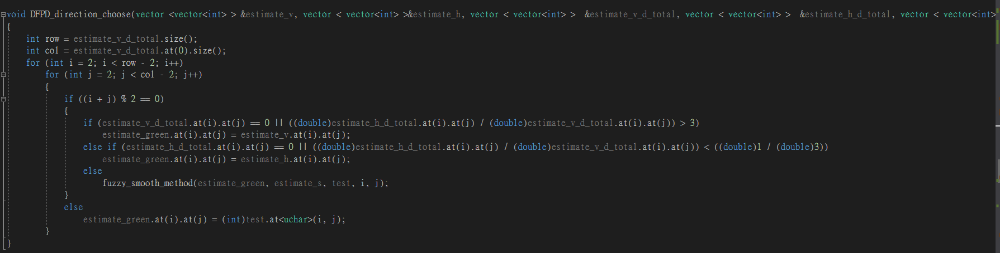 void DFPD_direction_choose(vector <vector<int> > &estimate_v, vector < vector<int> >&estimate_h, vector < vector<int> >  &estimate_v_d_total, vector < vector<int> >  &estimate_h_d_total, vector < vector<int>
{
int row = estimate_v_d_total.size();
int col = estimate_v_d_total.at(0).size();
for (int i = 2; i < row - 2; i++)
for (int j = 2; j < col - 2; j++)
{
if ((i + j) % 2 == 0)
{
if (estimate_v_d_total.at(i).at(j) == 0 || ((double)estimate_h_d_total.at(i).at(j) / (double)estimate_v_d_total.at(i).at(j)) > 3)
estimate_green.at(i).at(j) = estimate_v.at(i).at(j);
else if (estimate_h_d_total.at(i).at(j) == 0 || ((double)estimate_h_d_total.at(i).at(j) / (double)estimate_v_d_total.at(i).at(j)) < ((double)1 / (double)3))
estimate_green.at(i).at(j) = estimate_h.at(i).at(j);
else
fuzzy_smooth_method(estimate_green, estimate_s, test, i, j);
}
else
estimate_green.at(i).at(j) = (int)test.at<uchar>(i, j);
}
}